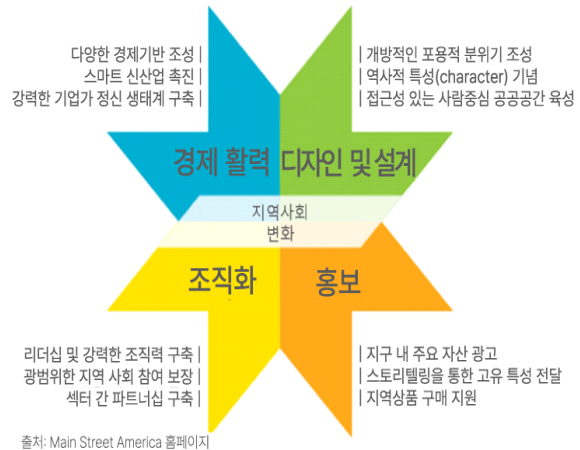 다양한 경제기반 조성 |
스마트 신산업 촉진 |
강력한 기업가 정신 생태계 구축 |
| 개방적인 포용적 분위기 조성
| 역사적 특성(character) 기념
| 접근성 있는 사람중심 공공공간 육성
경제 활력
디자인 및 설계
지역사회
변화
조직화
홍보
리더십 및 강력한 조직력 구축 |
광범위한 지역 사회 참여 보장 |
섹터 간 파트너십 구축 |
| 지구 내 주요 자산 광고
| 스토리텔링을 통한 고유 특성 전달
| 지역상품 구매 지원
출처: Main Street America 홈페이지